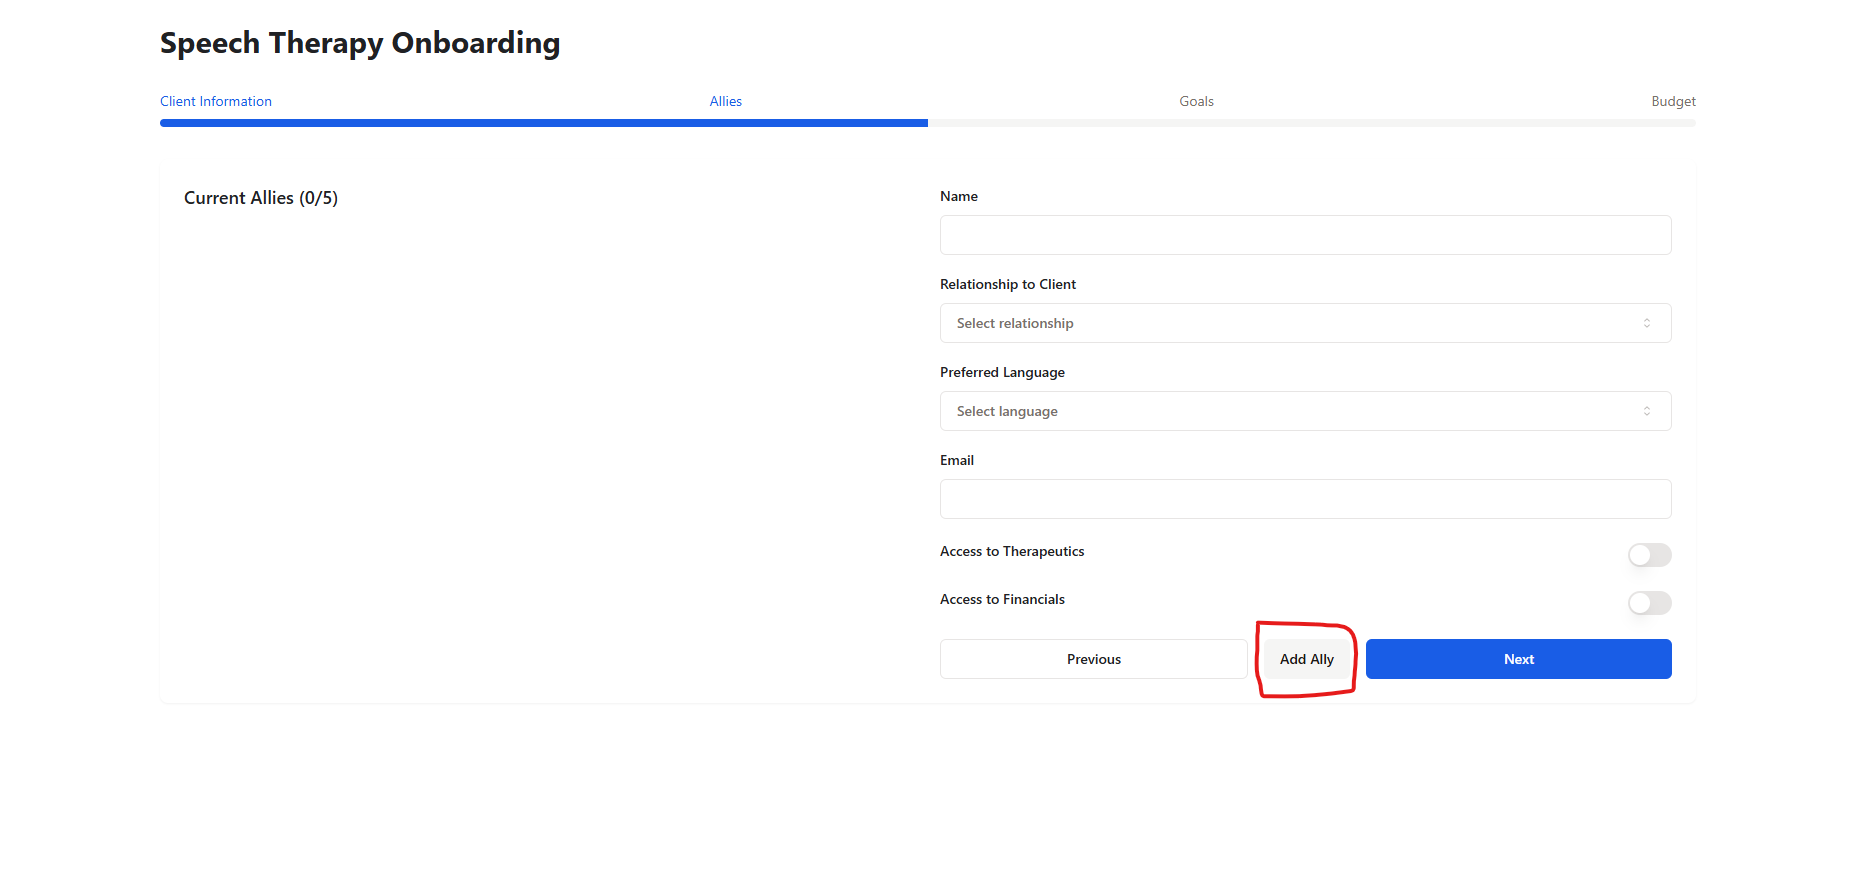 Speech Therapy Onboarding
Client Information
Allies
Goals
Budget
Current Allies (0/5)
Name
Relationship to Client
Select relationship
Preferred Language
Select language
Email
Access to Therapeutics
Access to Financials
Previous
Add Ally
Next